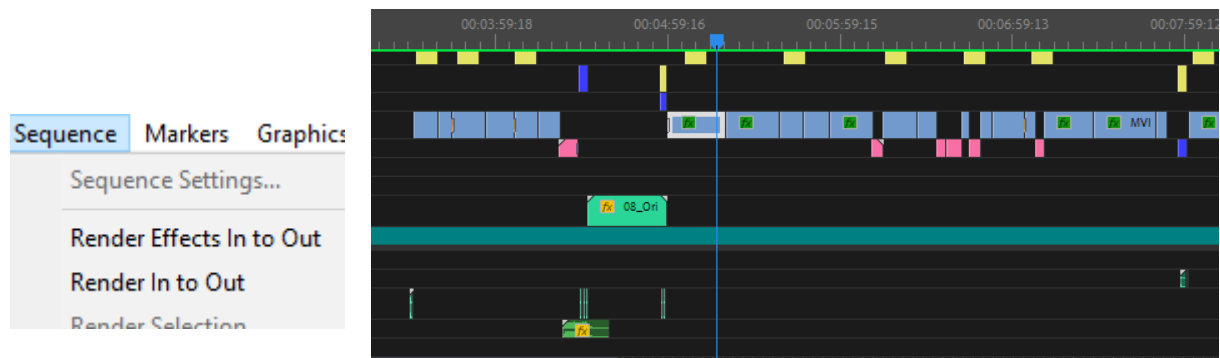 Sequence Markers Graphics
Sequence Settings...
Render Effects In to Out
Render In to Out
Render Selection
00:03:59:18 00:04:59:16 00:05:59:15 00:06:59:13 00:07:59:12
fx fx fx fx fx MVI fx
fx 08_Ori
fx